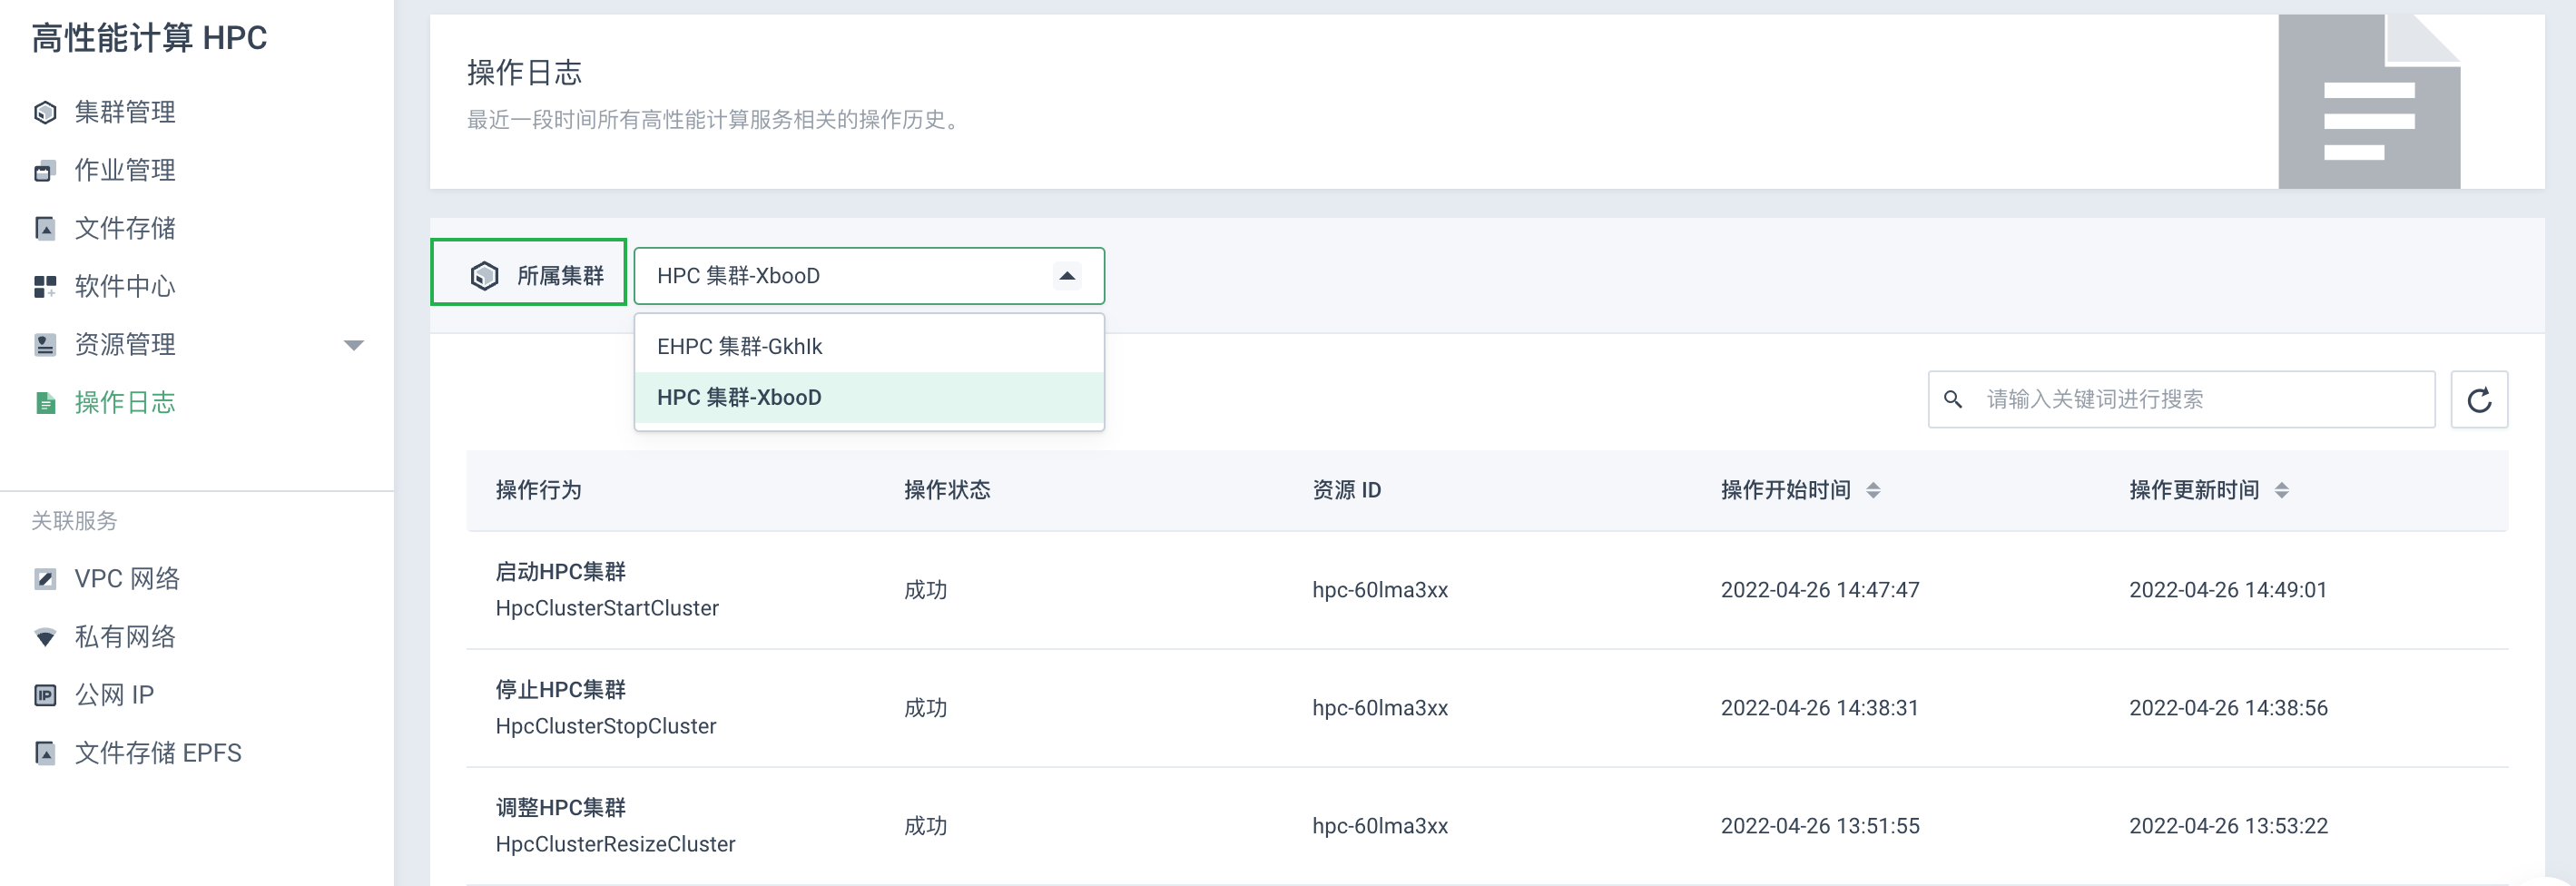 高性能计算 HPC
集群管理
作业管理
文件存储
软件中心
资源管理
操作日志
关联服务
VPC 网络
私有网络
IP
公网 IP
文件存储 EPFS
操作日志
最近一段时间所有高性能计算服务相关的操作历史。
所属集群
HPC 集群-XbooD
EHPC 集群-GkhIk
HPC 集群-XbooD
请输入关键词进行搜索
操作行为 操作状态 资源 ID 操作开始时间 操作更新时间
启动HPC集群
HpcClusterStartCluster
成功 hpc-60lma3xx 2022-04-26 14:47:47 2022-04-26 14:49:01
停止HPC集群
HpcClusterStopCluster
成功 hpc-60lma3xx 2022-04-26 14:38:31 2022-04-26 14:38:56
调整HPC集群
HpcClusterResizeCluster
成功 hpc-60lma3xx 2022-04-26 13:51:55 2022-04-26 13:53:22